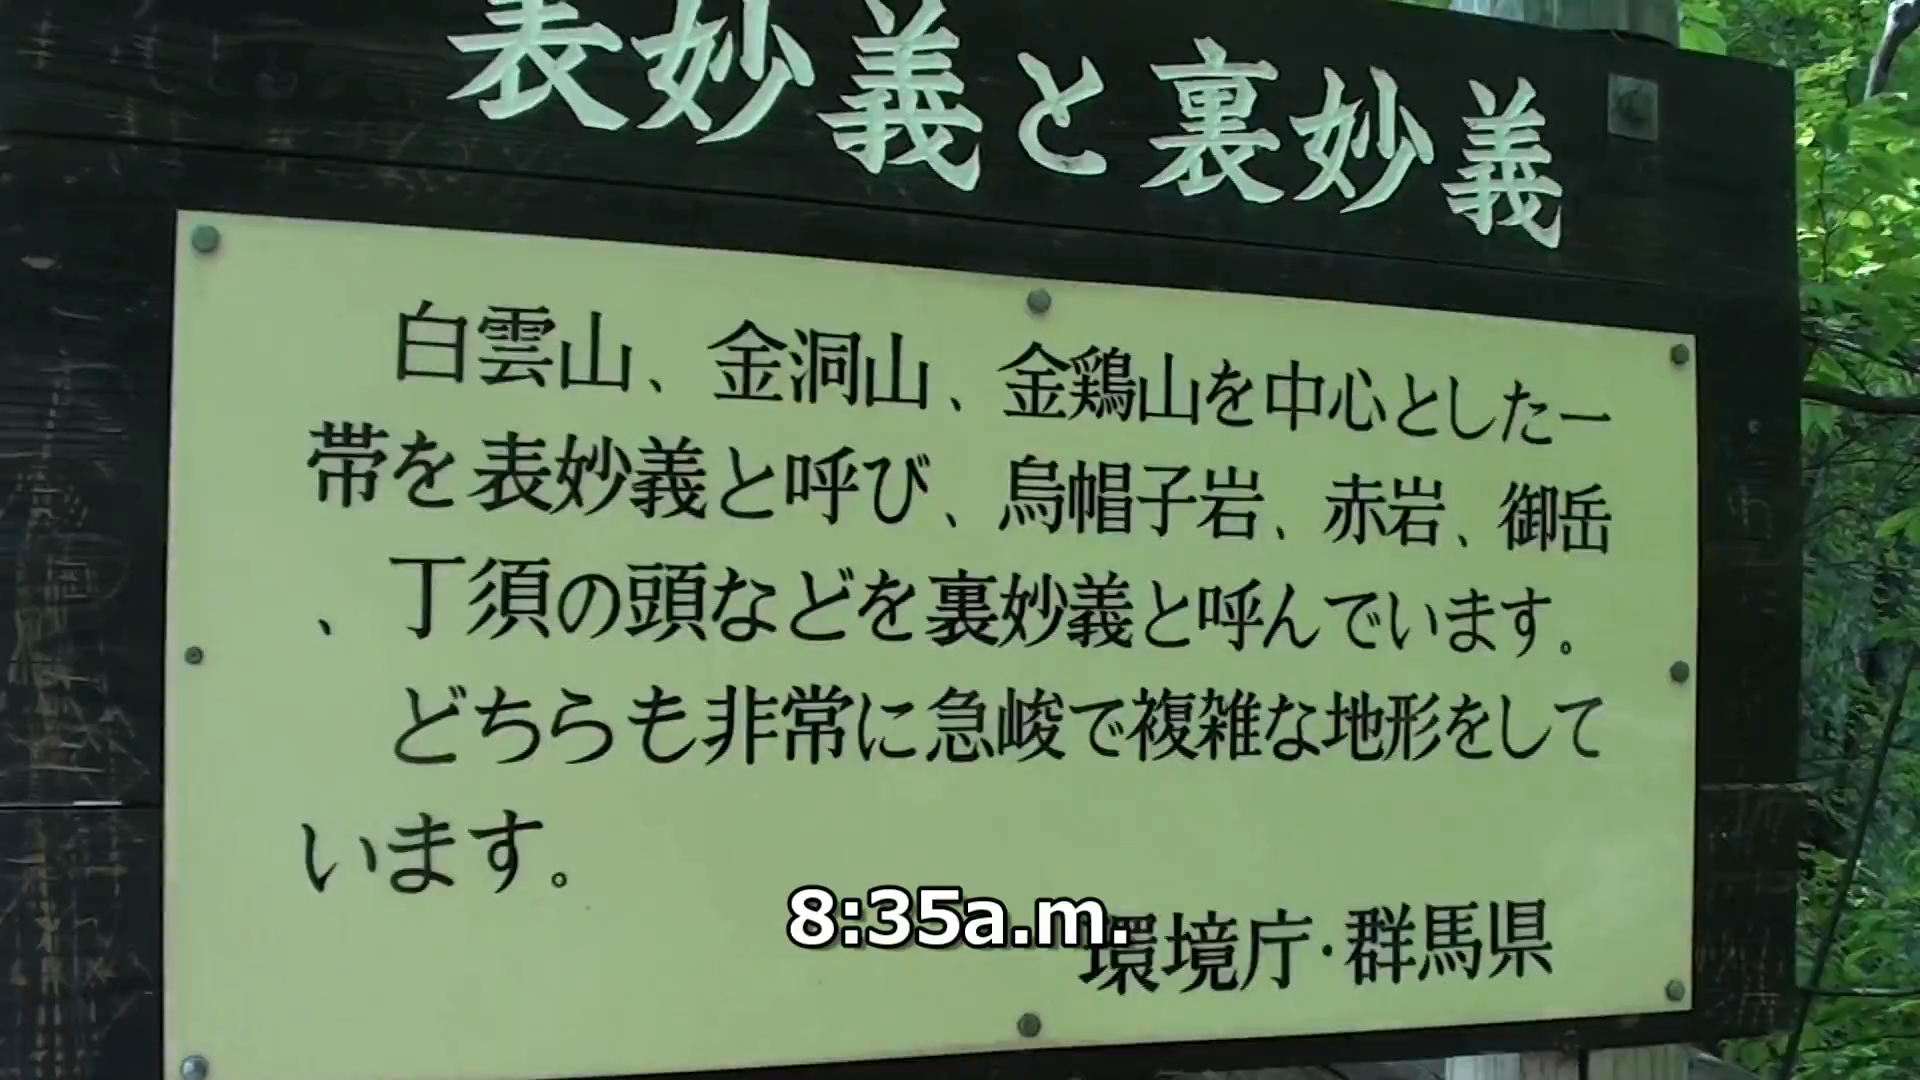 表妙義と裏妙義
白雲山、金洞山、金鶏山を中心とした一
帯を表妙義と呼び、烏帽子岩、赤岩、御岳
、丁須の頭などを裏妙義と呼んでいます。
どちらも非常に急峻で複雑な地形をして
います。
8:35a.m.
環境庁・群馬県